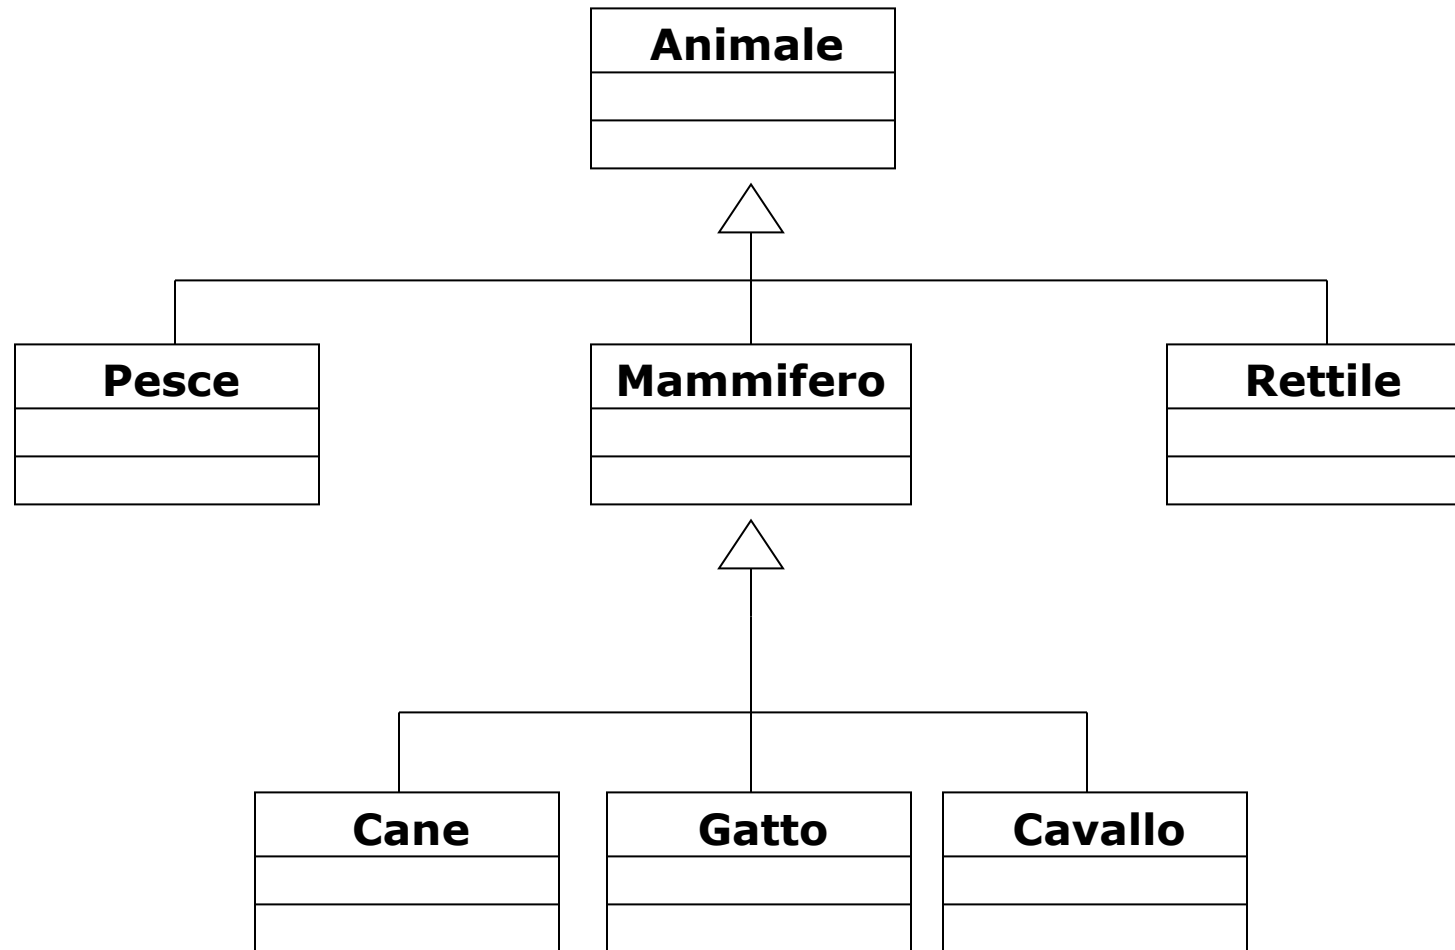 Animale
Pesce
Mammifero
Rettile
Cane
Gatto
Cavallo